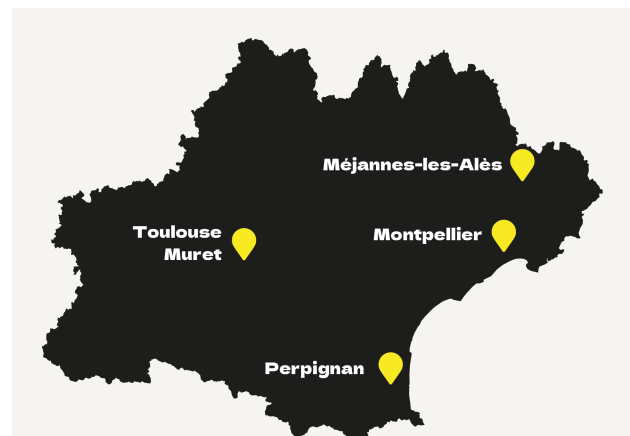 Méjannes-les-Alès
Toulouse
Muret
Montpellier
Perpignan